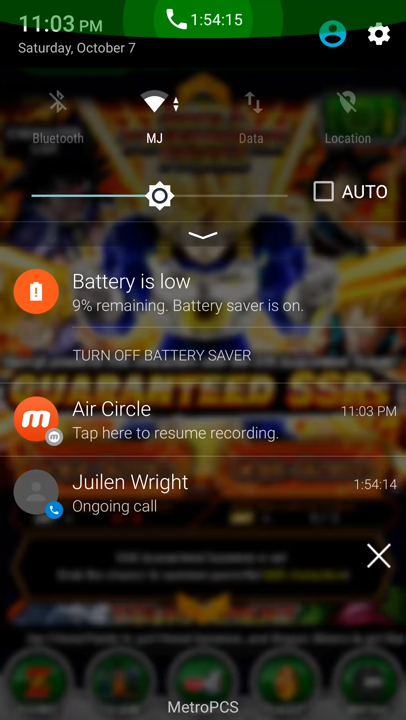 11:03 PM
1:54:15
Saturday, October 7
Bluetooth
MJ
Data
Location
AUTO
Battery is low
9% remaining. Battery saver is on.
TURN OFF BATTERY SAVER
Air Circle
11:03 PM
Tap here to resume recording.
Juilen Wright
1:54:14
Ongoing call
GUARANTEED SSR
MetroPCS